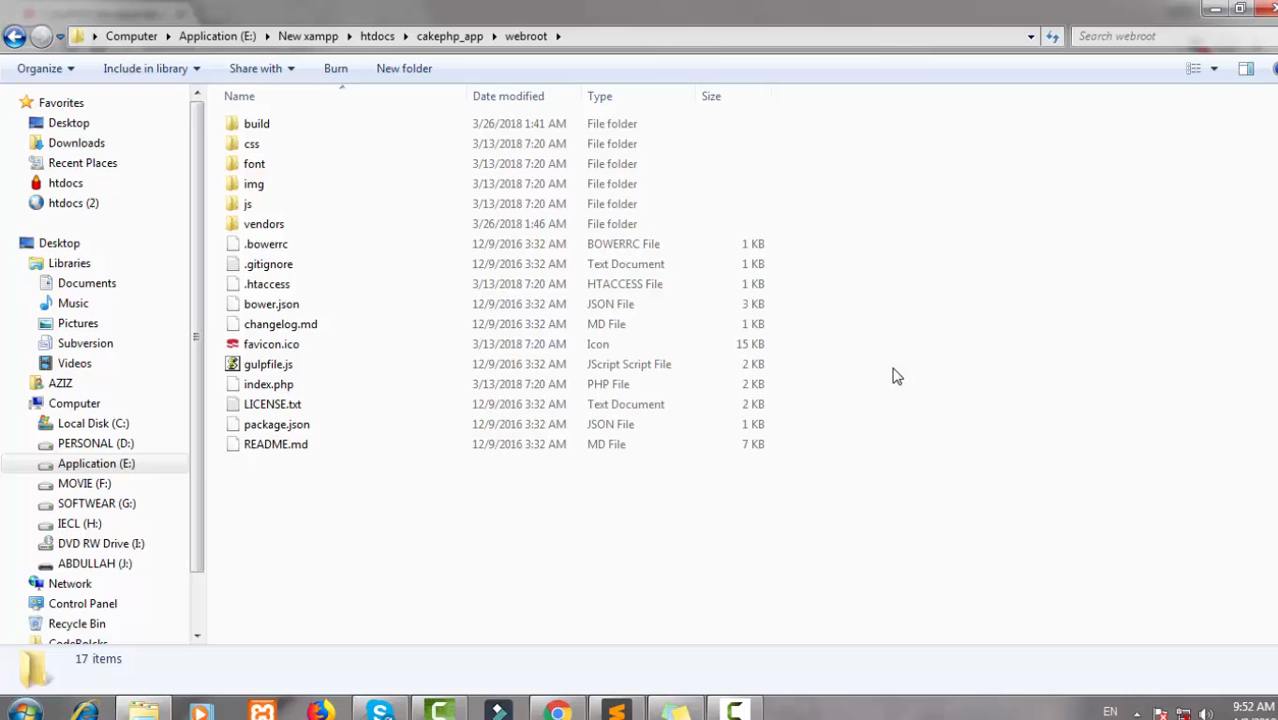 Computer Application (E:) New xampp htdocs cakephp_app webroot Search webroot
Organize Include in library Share with Burn New folder
Name Date modified Type Size
Favorites
Desktop
Downloads
Recent Places
htdocs
htdocs (2)
Desktop
Libraries
Documents
Music
Pictures
Subversion
Videos
AZIZ
Computer
Local Disk (C:)
PERSONAL (D:)
Application (E:)
MOVIE (F:)
SOFTWEAR (G:)
IECL (H:)
DVD RW Drive (I:)
ABDULLAH (J:)
Network
Control Panel
Recycle Bin
build 3/26/2018 1:41 AM File folder
css 3/13/2018 7:20 AM File folder
font 3/13/2018 7:20 AM File folder
img 3/13/2018 7:20 AM File folder
js 3/13/2018 7:20 AM File folder
vendors 3/26/2018 1:46 AM File folder
.bowerrc 12/9/2016 3:32 AM BOWERRC File 1 KB
.gitignore 12/9/2016 3:32 AM Text Document 1 KB
.htaccess 3/13/2018 7:20 AM HTACCESS File 1 KB
bower.json 12/9/2016 3:32 AM JSON File 3 KB
changelog.md 12/9/2016 3:32 AM MD File 1 KB
favicon.ico 3/13/2018 7:20 AM Icon 15 KB
gulpfile.js 12/9/2016 3:32 AM JScript Script File 2 KB
index.php 3/13/2018 7:20 AM PHP File 2 KB
LICENSE.txt 12/9/2016 3:32 AM Text Document 2 KB
package.json 12/9/2016 3:32 AM JSON File 1 KB
README.md 12/9/2016 3:32 AM MD File 7 KB
17 items
EN 9:52 AM